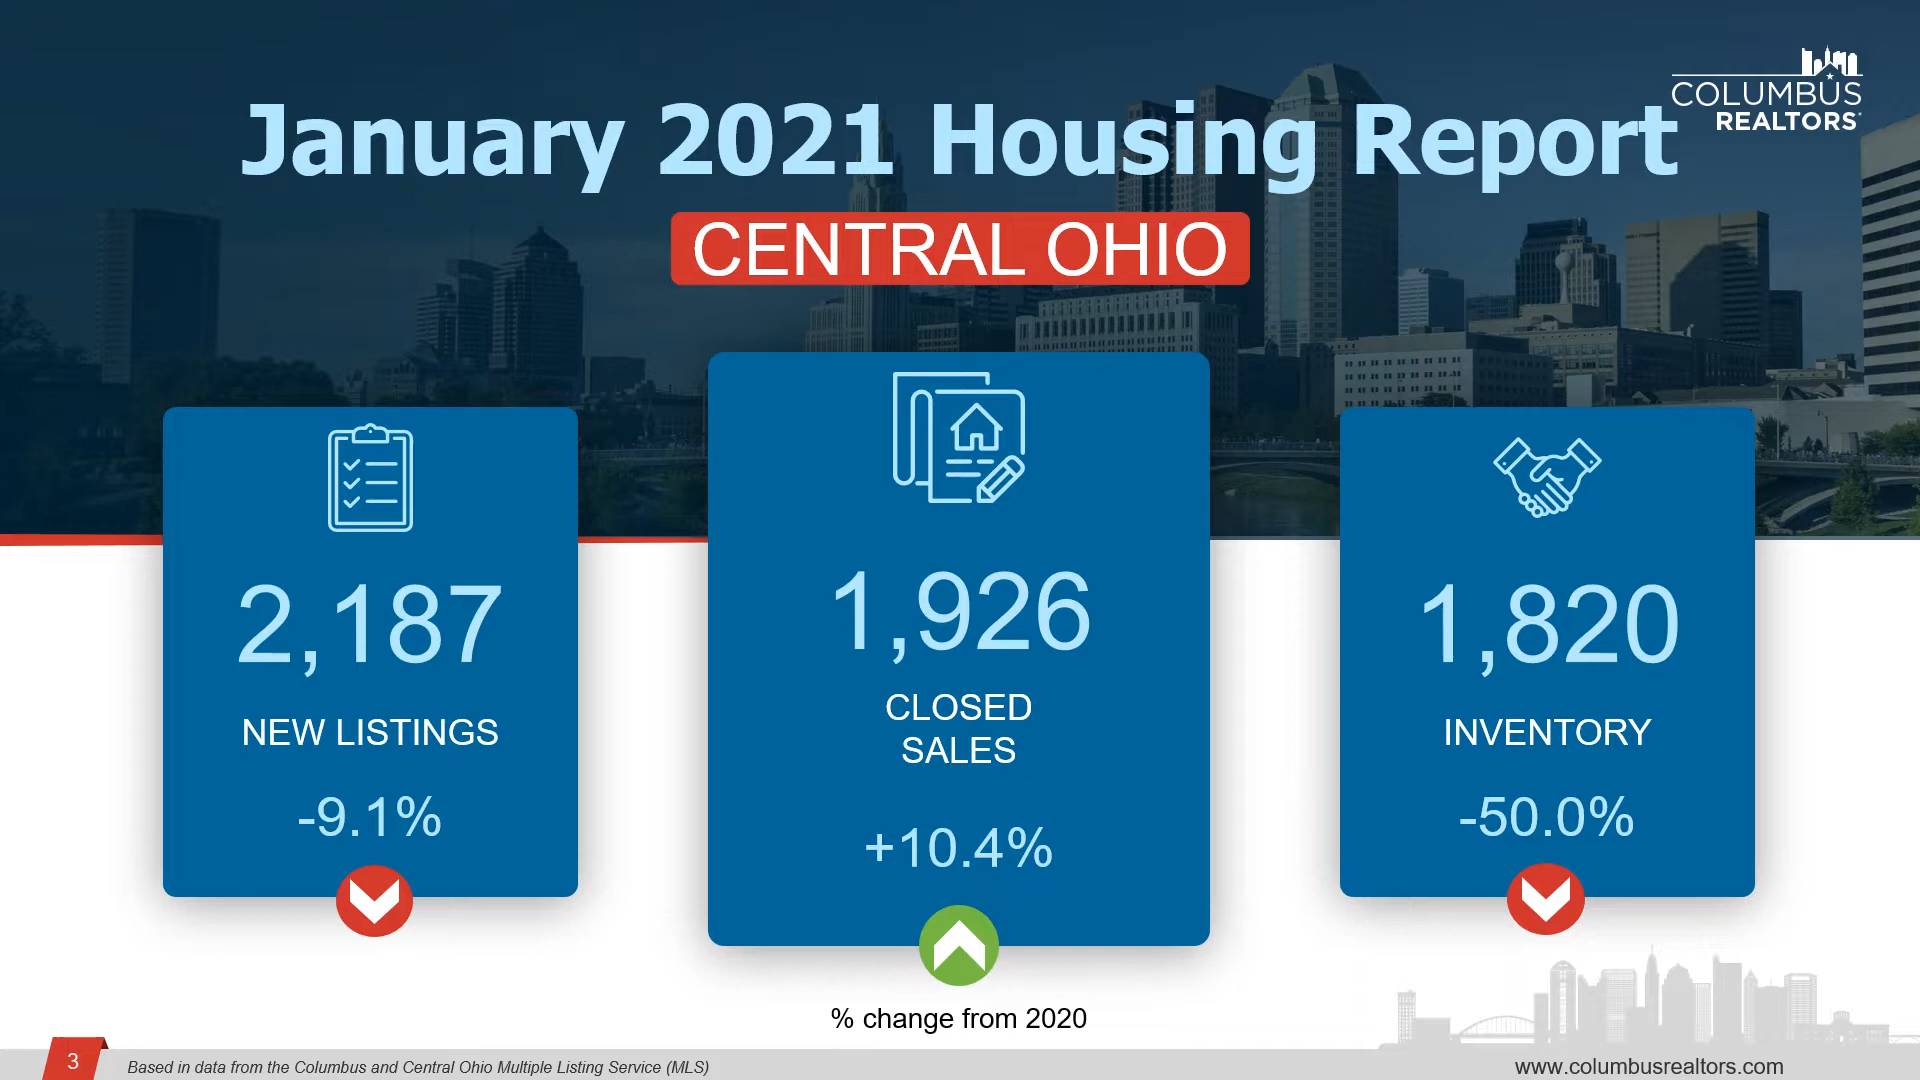 COLUMBUS
REALTORS
January 2021 Housing Report
CENTRAL OHIO
2,187
NEW LISTINGS
-9.1%
1,926
CLOSED
SALES
+10.4%
1,820
INVENTORY
-50.0%
% change from 2020
3
Based in data from the Columbus and Central Ohio Multiple Listing Service (MLS)
www.columbusrealtors.com